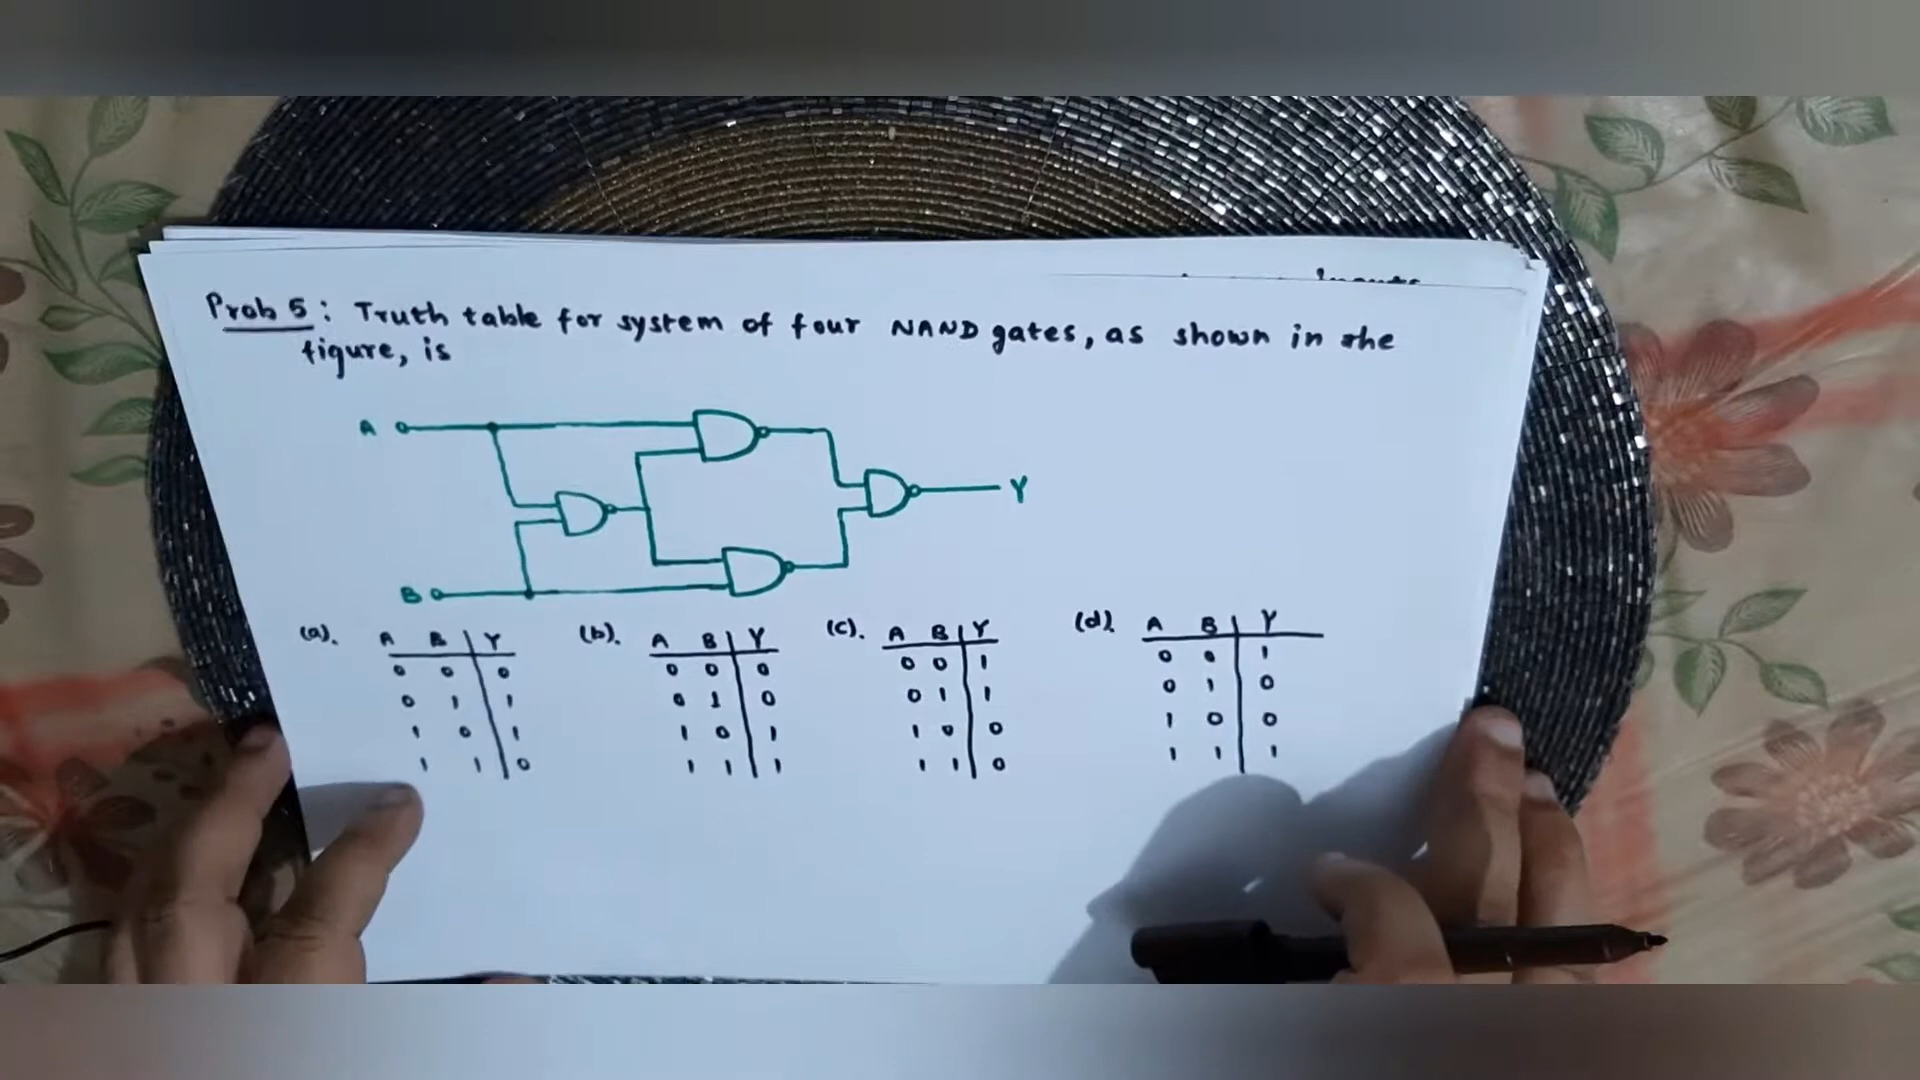 inputs
Prob 5: Truth table for system of four NAND gates, as shown in the
figure, is
A
Y
B
(a). A B Y
0 0 0
0 1 1
1 0 1
1 1 0
(b). A B Y
0 0 0
0 1 0
1 0 1
1 1 1
(c). A B Y
0 0 1
0 1 1
1 0 0
1 1 0
(d). A B Y
0 0 1
0 1 0
1 0 0
1 1 1